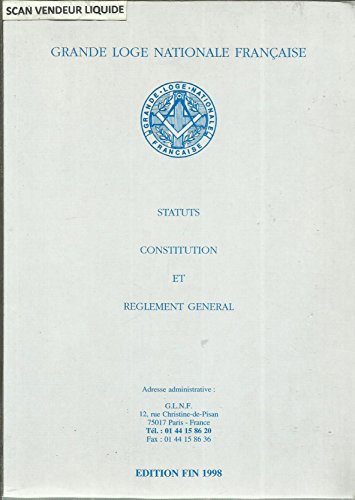 SCAN VENDEUR LIQUIDE
GRANDE LOGE NATIONALE FRANÇAISE
GRANDE-LOGE-NATIONALE
FRANÇAISE
STATUTS
CONSTITUTION
ET
REGLEMENT GENERAL
Adresse administrative :
G.L.N.F.
12, rue Christine-de-Pisan
75017 Paris - France
Tél. : 01 44 15 86 20
Fax : 01 44 15 86 36
EDITION FIN 1998